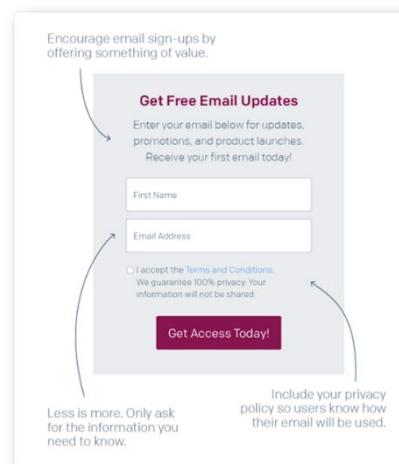 Encourage email sign-ups by
offering something of value.
Get Free Email Updates
Enter your email below for updates,
promotions, and product launches.
Receive your first email today!
First Name
Email Address
I accept the Terms and Conditions.
We guarantee 100% privacy. Your
information will not be shared.
Get Access Today!
Less is more. Only ask
for the information you
need to know.
Include your privacy
policy so users know how
their email will be used.